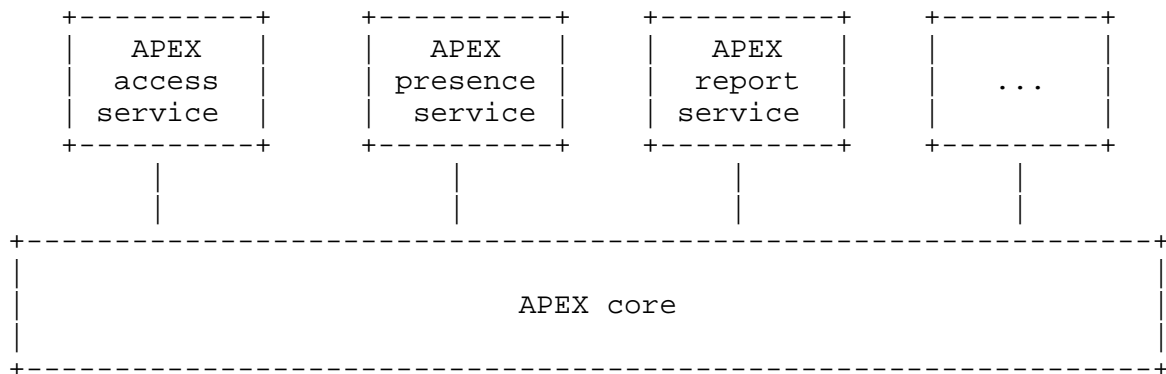 APEX APEX APEX
access presence report ...
service service service
APEX core